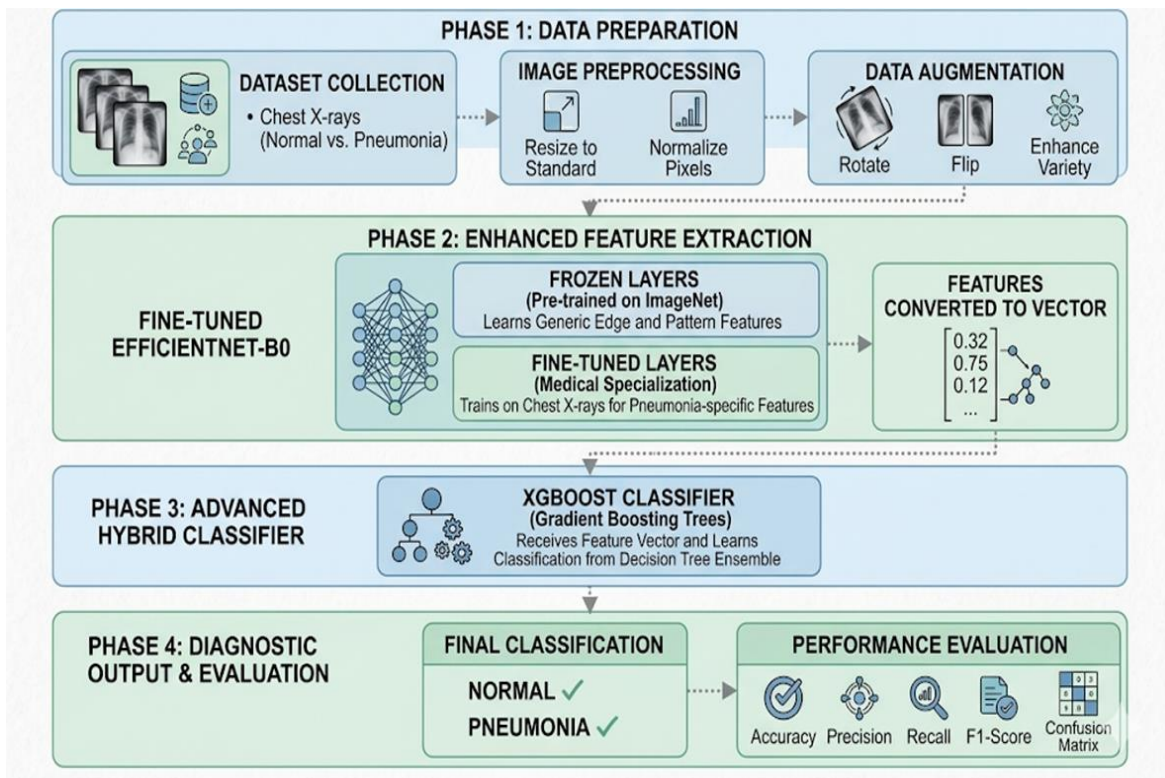 PHASE 1: DATA PREPARATION
DATASET COLLECTION
• Chest X-rays
(Normal vs. Pneumonia)
IMAGE PREPROCESSING
Resize to
Standard
Normalize
Pixels
DATA AUGMENTATION
Rotate
Flip
Enhance
Variety
PHASE 2: ENHANCED FEATURE EXTRACTION
FINE-TUNED
EFFICIENTNET-B0
FROZEN LAYERS
(Pre-trained on ImageNet)
Learns Generic Edge and Pattern Features
FINE-TUNED LAYERS
(Medical Specialization)
Trains on Chest X-rays for Pneumonia-specific Features
FEATURES
CONVERTED TO VECTOR
0.32
0.75
0.12
...
PHASE 3: ADVANCED
HYBRID CLASSIFIER
XGBOOST CLASSIFIER
(Gradient Boosting Trees)
Receives Feature Vector and Learns
Classification from Decision Tree Ensemble
PHASE 4: DIAGNOSTIC
OUTPUT & EVALUATION
FINAL CLASSIFICATION
NORMAL ✓
PNEUMONIA ✓
PERFORMANCE EVALUATION
Accuracy
Precision
Recall
F1-Score
Confusion
Matrix